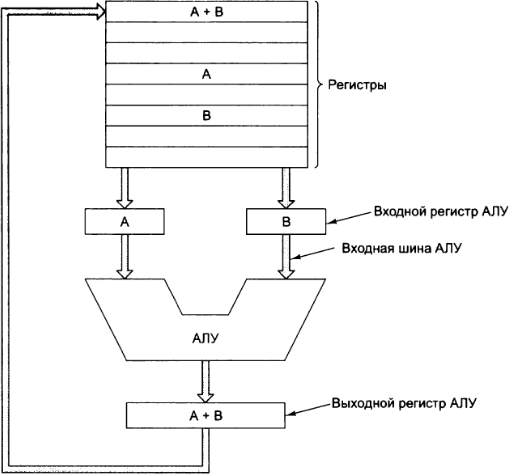 A + B
A
B
Регистры
A
B
Входной регистр АЛУ
Входная шина АЛУ
АЛУ
A + B
Выходной регистр АЛУ